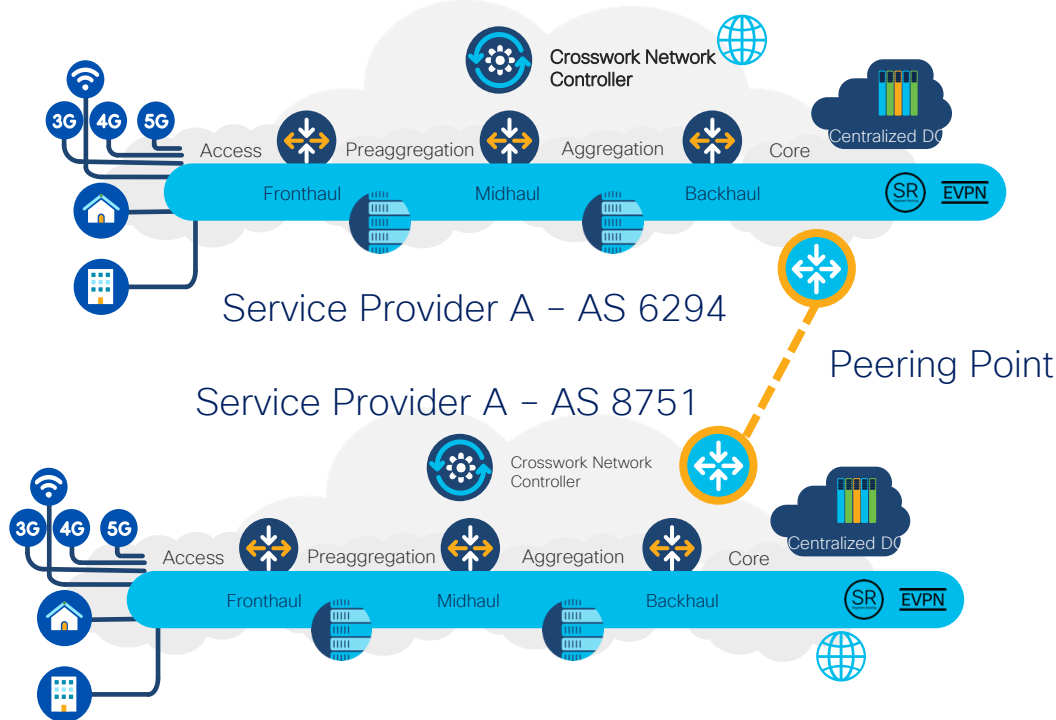 Crosswork Network
Controller
3G 4G 5G
Centralized DC
Access Preaggregation Aggregation Core
Fronthaul Midhaul Backhaul
SR
EVPN
Service Provider A – AS 6294
Peering Point
Service Provider A – AS 8751
Crosswork Network
Controller
3G 4G 5G
Centralized DC
Access Preaggregation Aggregation Core
Fronthaul Midhaul Backhaul
SR
EVPN